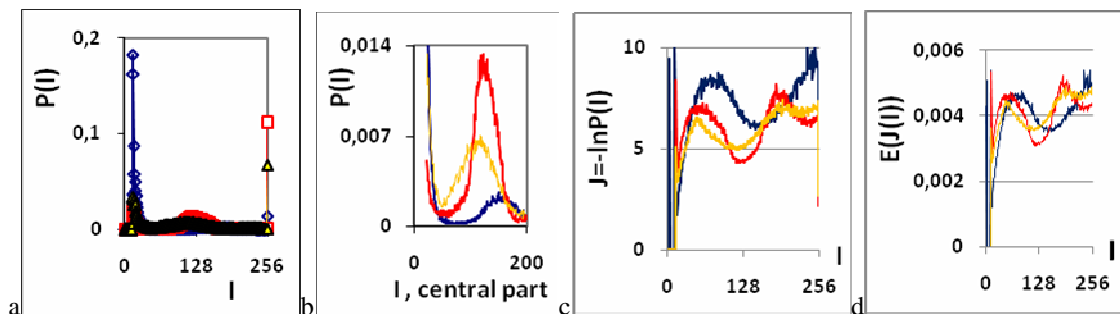 a
P(I)
0,2
0,1
0
0 128 256
I
b
P(I)
0,014
0,007
0
0 200
I , central part
c
J=-lnP(I)
10
5
0
0 128 256
I
d
E(J(I))
0,006
0,004
0,002
0
0 128 256
I